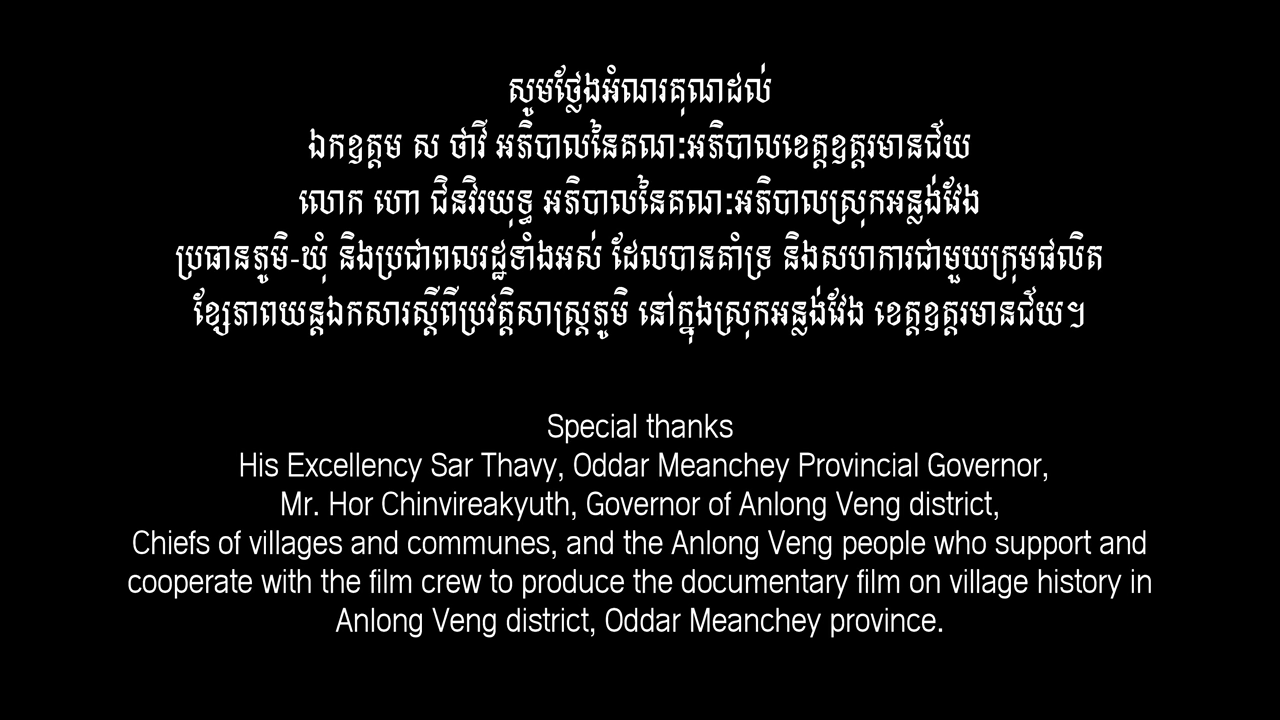 សូមថ្លែងអំណរគុណដល់
ឯកឧត្តម ស ថាវី អភិបាលនៃគណៈអភិបាលខេត្តឧត្តរមានជ័យ
លោក ហោ ជិនវិរយុទ្ធ អភិបាលនៃគណៈអភិបាលស្រុកអន្លង់វែង
ប្រធានភូមិ-ឃុំ និងប្រជាពលរដ្ឋទាំងអស់ ដែលបានគាំទ្រ និងសហការជាមួយក្រុមផលិត
ខ្សែភាពយន្តឯកសារស្តីពីប្រវត្តិសាស្ត្រភូមិ នៅក្នុងស្រុកអន្លង់វែង ខេត្តឧត្តរមានជ័យ។
Special thanks
His Excellency Sar Thavy, Oddar Meanchey Provincial Governor,
Mr. Hor Chinvireakyuth, Governor of Anlong Veng district,
Chiefs of villages and communes, and the Anlong Veng people who support and
cooperate with the film crew to produce the documentary film on village history in
Anlong Veng district, Oddar Meanchey province.